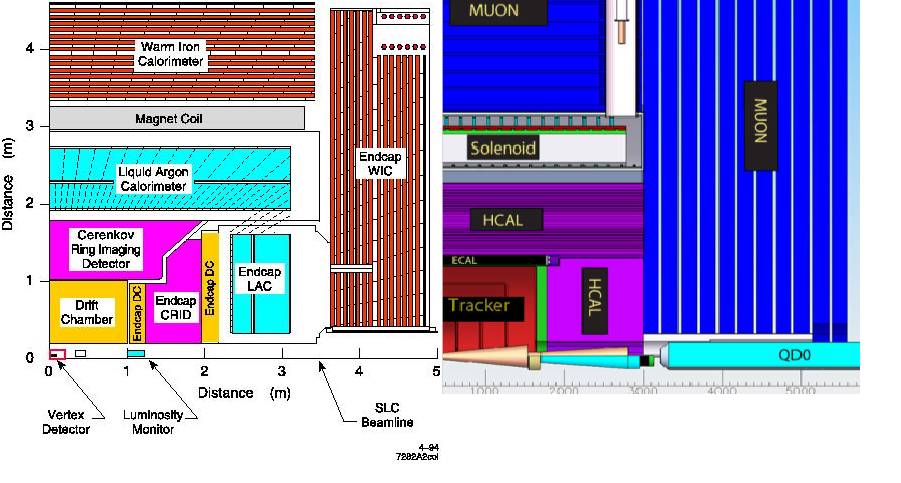 4
3
2
1
0
Distance (m)
Warm Iron
Calorimeter
Magnet Coil
Liquid Argon
Calorimeter
Cerenkov
Ring Imaging
Detector
Drift
Chamber
Endcap DC
Endcap
CRID
Endcap DC
Endcap
LAC
Endcap
WIC
0
1
2
3
4
5
Distance (m)
Vertex
Detector
Luminosity
Monitor
SLC
Beamline
4-94
7282A2col
MUON
Solenoid
HCAL
ECAL
Tracker
HCAL
MUON
QD0
1000
2000
3000
4000
5000